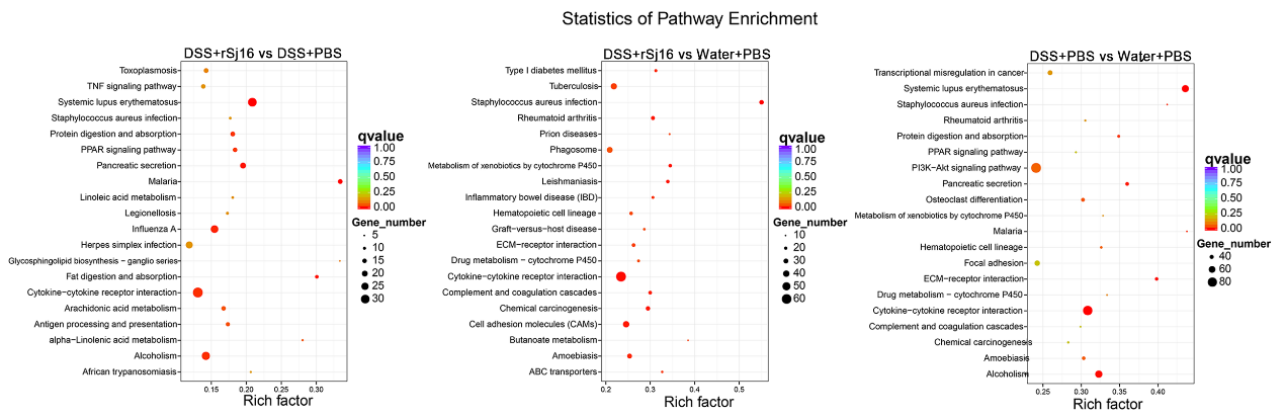 Statistics of Pathway Enrichment
DSS+rSj16 vs DSS+PBS
Toxoplasmosis
TNF signaling pathway
Systemic lupus erythematosus
Staphylococcus aureus infection
Protein digestion and absorption
PPAR signaling pathway
Pancreatic secretion
Malaria
Linoleic acid metabolism
Legionellosis
Influenza A
Herpes simplex infection
Glycosphingolipid biosynthesis − ganglio series
Fat digestion and absorption
Cytokine−cytokine receptor interaction
Arachidonic acid metabolism
Antigen processing and presentation
alpha−Linolenic acid metabolism
Alcoholism
African trypanosomiasis
0.15 0.20 0.25 0.30
Rich factor
qvalue
1.00
0.75
0.50
0.25
0.00
Gene_number
5
10
15
20
25
30
DSS+rSj16 vs Water+PBS
Type I diabetes mellitus
Tuberculosis
Staphylococcus aureus infection
Rheumatoid arthritis
Prion diseases
Phagosome
Metabolism of xenobiotics by cytochrome P450
Leishmaniasis
Inflammatory bowel disease (IBD)
Hematopoietic cell lineage
Graft−versus−host disease
ECM−receptor interaction
Drug metabolism − cytochrome P450
Cytokine−cytokine receptor interaction
Complement and coagulation cascades
Chemical carcinogenesis
Cell adhesion molecules (CAMs)
Butanoate metabolism
Amoebiasis
ABC transporters
0.2 0.3 0.4 0.5
Rich factor
qvalue
1.00
0.75
0.50
0.25
0.00
Gene_number
10
20
30
40
50
60
DSS+PBS vs Water+PBS
Transcriptional misregulation in cancer
Systemic lupus erythematosus
Staphylococcus aureus infection
Rheumatoid arthritis
Protein digestion and absorption
PPAR signaling pathway
PI3K−Akt signaling pathway
Pancreatic secretion
Osteoclast differentiation
Metabolism of xenobiotics by cytochrome P450
Malaria
Hematopoietic cell lineage
Focal adhesion
ECM−receptor interaction
Drug metabolism − cytochrome P450
Cytokine−cytokine receptor interaction
Complement and coagulation cascades
Chemical carcinogenesis
Amoebiasis
Alcoholism
0.25 0.30 0.35 0.40
Rich factor
qvalue
1.00
0.75
0.50
0.25
0.00
Gene_number
40
60
80